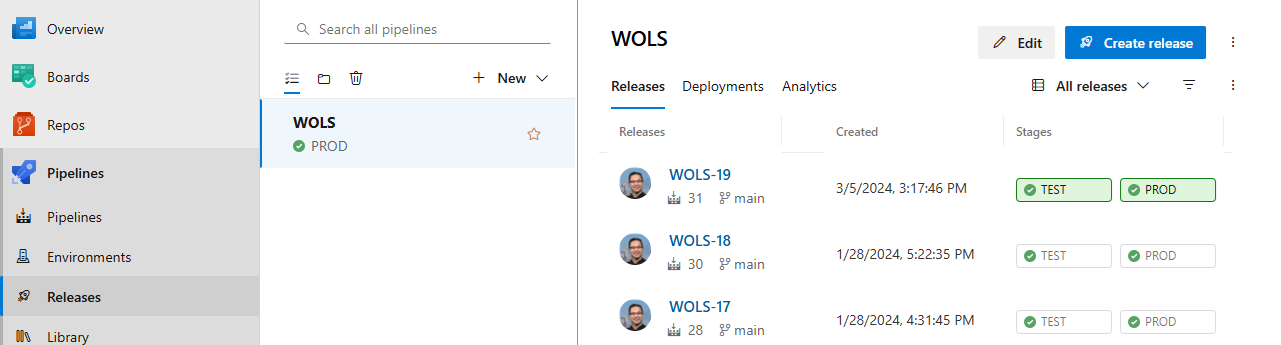 Overview
Boards
Repos
Pipelines
Pipelines
Environments
Releases
Library
Search all pipelines
New
WOLS
PROD
WOLS
Edit
Create release
Releases Deployments Analytics
All releases
Releases Created Stages
WOLS-19
31 main
3/5/2024, 3:17:46 PM
TEST PROD
WOLS-18
30 main
1/28/2024, 5:22:35 PM
TEST PROD
WOLS-17
28 main
1/28/2024, 4:31:45 PM
TEST PROD